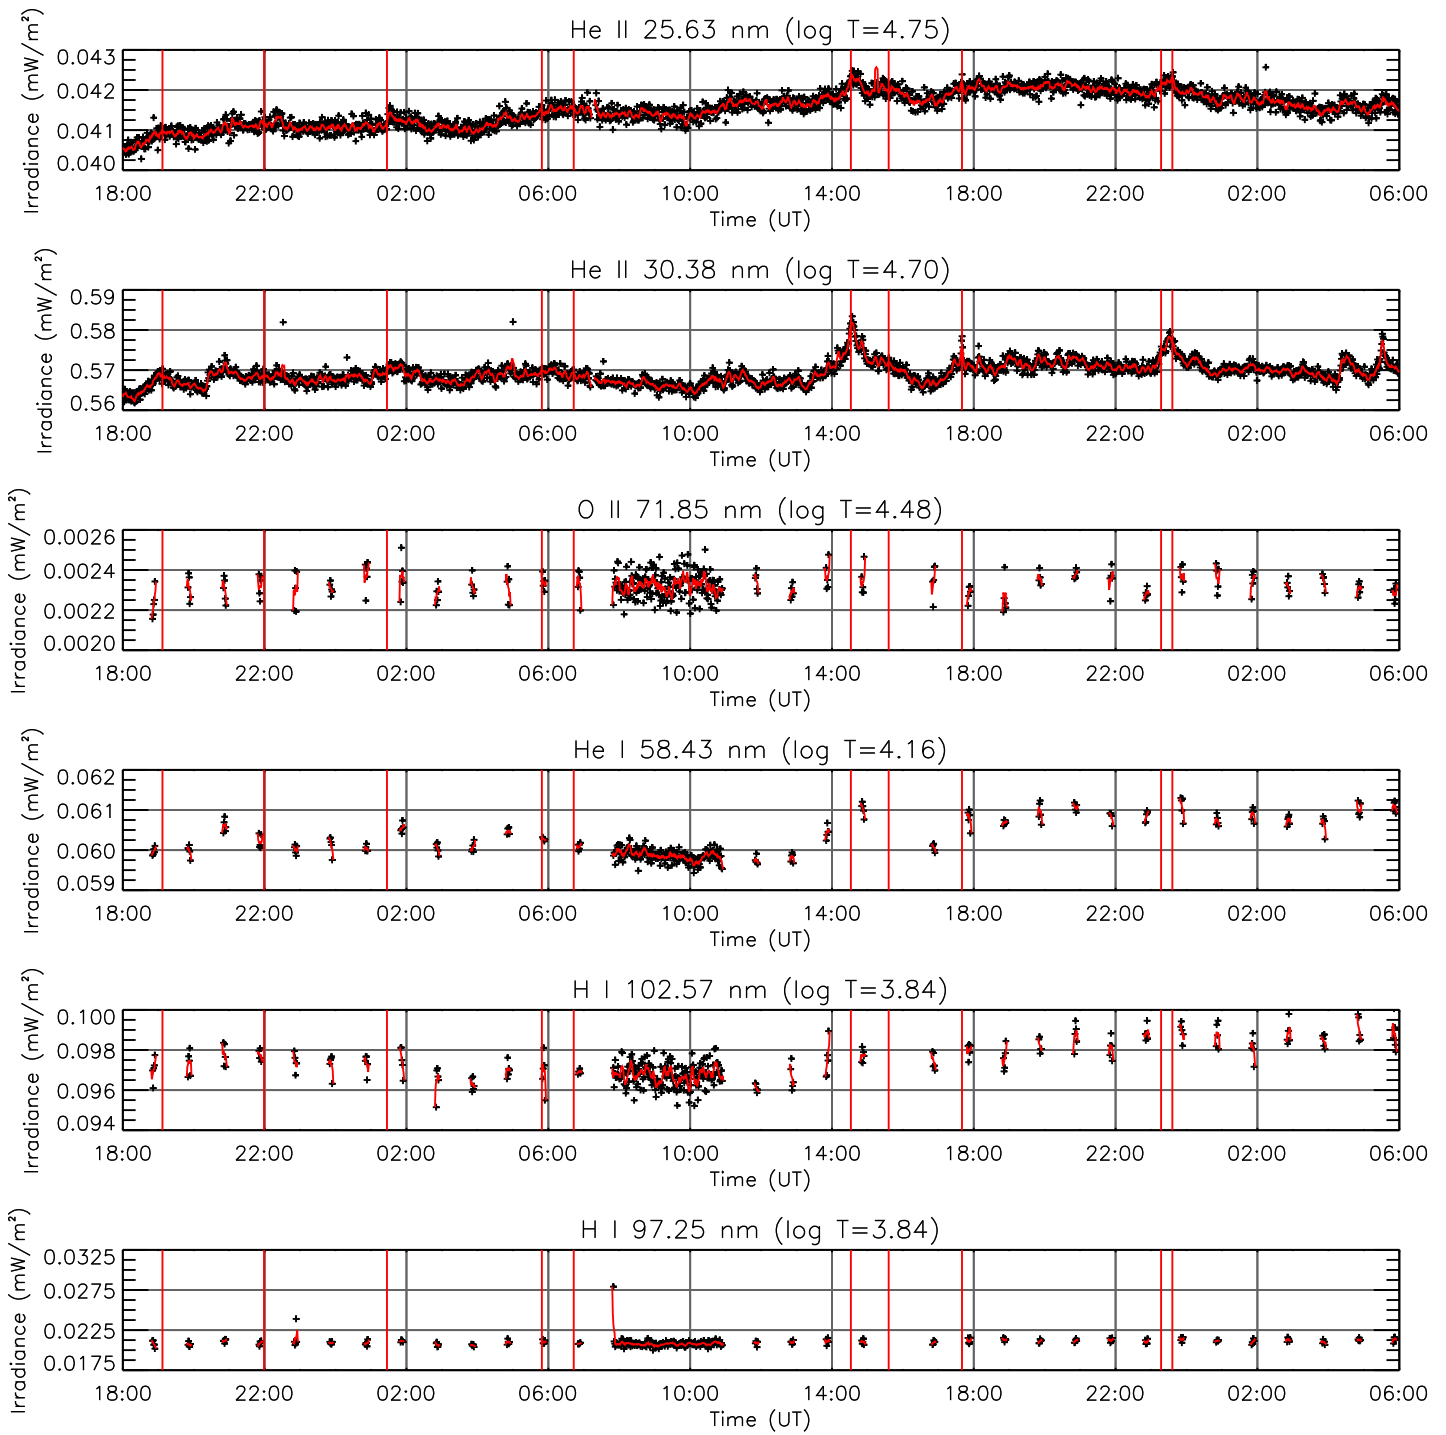 He II 25.63 nm (log T=4.75)
Irradiance (mW/m²)
0.043
0.042
0.041
0.040
18:00 22:00 02:00 06:00 10:00 14:00 18:00 22:00 02:00 06:00
Time (UT)
He II 30.38 nm (log T=4.70)
Irradiance (mW/m²)
0.59
0.58
0.57
0.56
18:00 22:00 02:00 06:00 10:00 14:00 18:00 22:00 02:00 06:00
Time (UT)
O II 71.85 nm (log T=4.48)
Irradiance (mW/m²)
0.0026
0.0024
0.0022
0.0020
18:00 22:00 02:00 06:00 10:00 14:00 18:00 22:00 02:00 06:00
Time (UT)
He I 58.43 nm (log T=4.16)
Irradiance (mW/m²)
0.062
0.061
0.060
0.059
18:00 22:00 02:00 06:00 10:00 14:00 18:00 22:00 02:00 06:00
Time (UT)
H I 102.57 nm (log T=3.84)
Irradiance (mW/m²)
0.100
0.098
0.096
0.094
18:00 22:00 02:00 06:00 10:00 14:00 18:00 22:00 02:00 06:00
Time (UT)
H I 97.25 nm (log T=3.84)
Irradiance (mW/m²)
0.0325
0.0275
0.0225
0.0175
18:00 22:00 02:00 06:00 10:00 14:00 18:00 22:00 02:00 06:00
Time (UT)